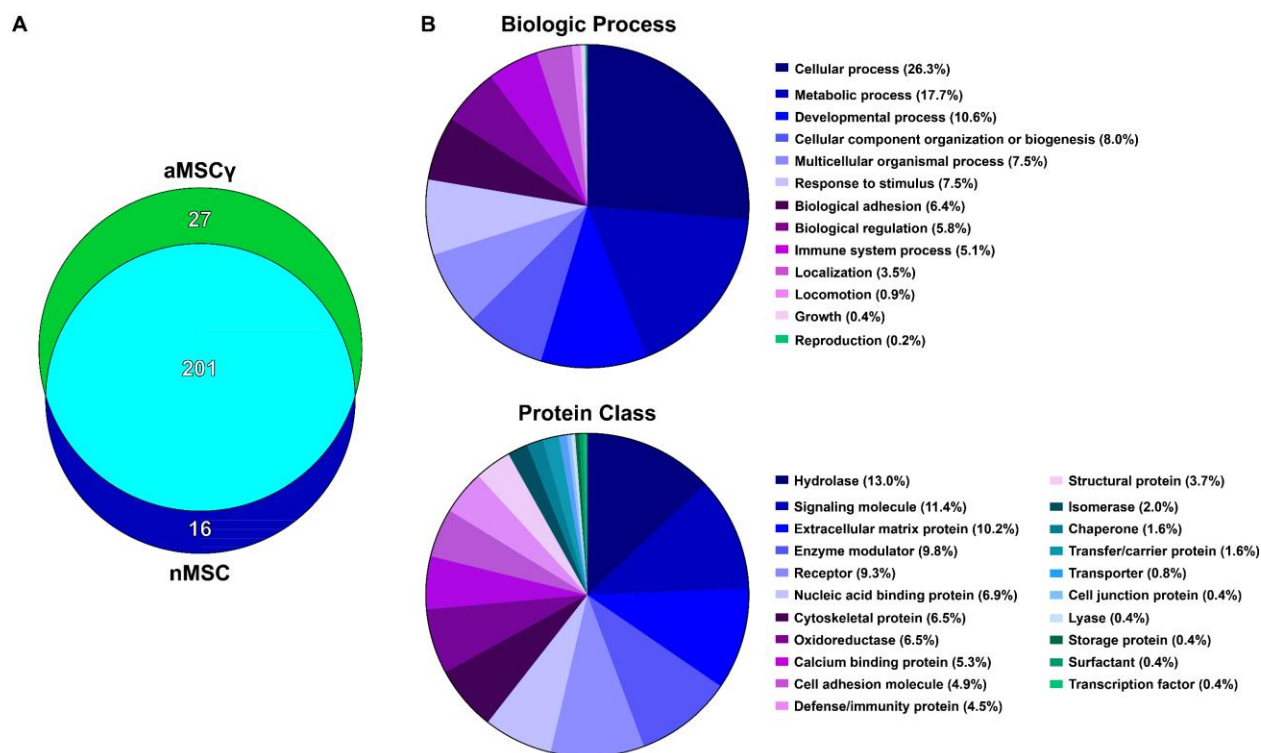 A
aMSCγ
27
201
16
nMSC
B
Biologic Process
Cellular process (26.3%)
Metabolic process (17.7%)
Developmental process (10.6%)
Cellular component organization or biogenesis (8.0%)
Multicellular organismal process (7.5%)
Response to stimulus (7.5%)
Biological adhesion (6.4%)
Biological regulation (5.8%)
Immune system process (5.1%)
Localization (3.5%)
Locomotion (0.9%)
Growth (0.4%)
Reproduction (0.2%)
Protein Class
Hydrolase (13.0%)
Signaling molecule (11.4%)
Extracellular matrix protein (10.2%)
Enzyme modulator (9.8%)
Receptor (9.3%)
Nucleic acid binding protein (6.9%)
Cytoskeletal protein (6.5%)
Oxidoreductase (6.5%)
Calcium binding protein (5.3%)
Cell adhesion molecule (4.9%)
Defense/immunity protein (4.5%)
Structural protein (3.7%)
Isomerase (2.0%)
Chaperone (1.6%)
Transfer/carrier protein (1.6%)
Transporter (0.8%)
Cell junction protein (0.4%)
Lyase (0.4%)
Storage protein (0.4%)
Surfactant (0.4%)
Transcription factor (0.4%)